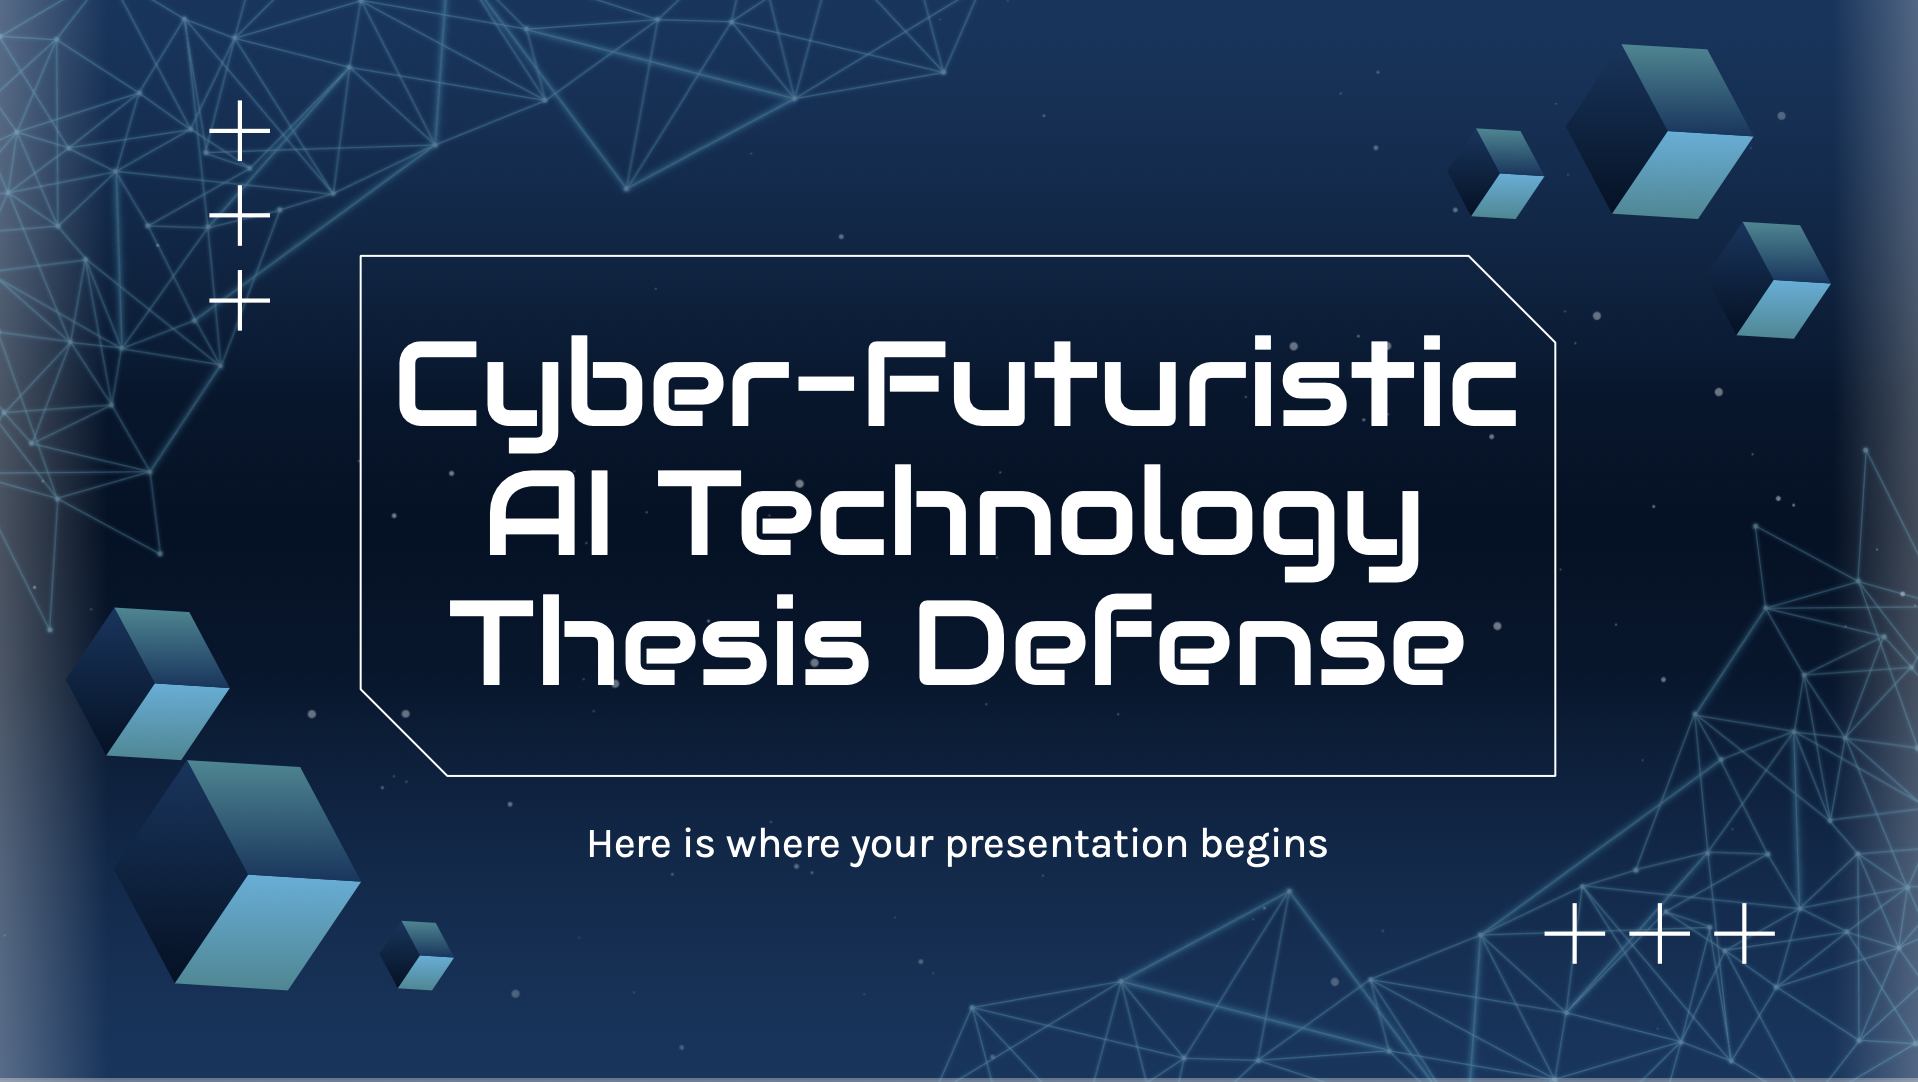 Cyber-Futuristic
AI Technology
Thesis Defense
Here is where your presentation begins